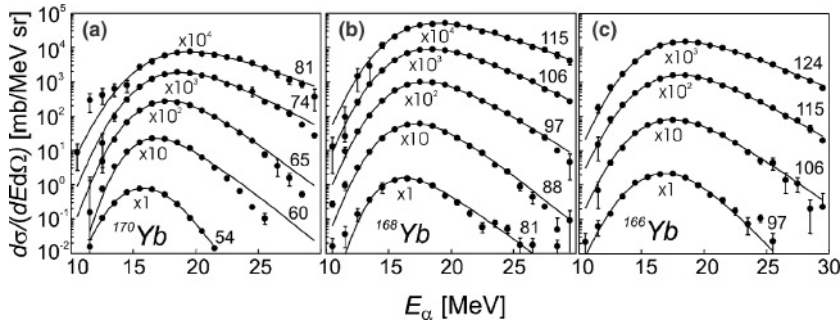 (a) (b) (c)
10⁵
10⁴
10³
10²
10¹
10⁰
10⁻¹
10⁻²
dσ/(dEdΩ) [mb/MeV sr]
x10⁴
81
x10³
74
x10²
65
x10
60
x1
54
¹⁷⁰Yb
10 15 20 25
x10⁴
115
x10³
106
x10²
97
x10
88
x1
81
¹⁶⁸Yb
10 15 20 25
x10³
124
x10²
115
x10
106
x1
97
¹⁶⁶Yb
10 15 20 25 30
E_α [MeV]